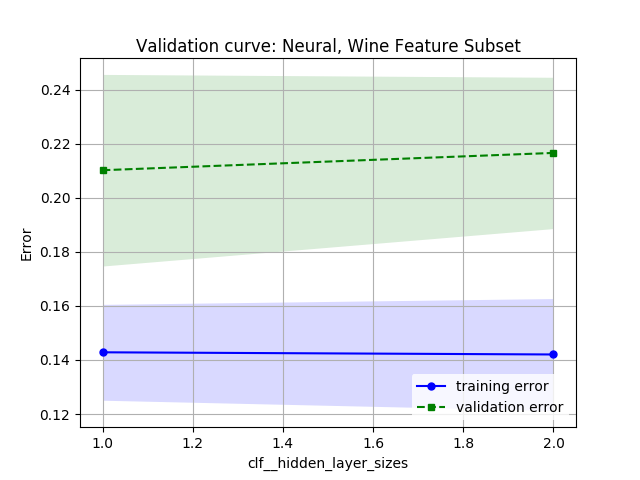 Validation curve: Neural, Wine Feature Subset
Error
0.24
0.22
0.20
0.18
0.16
0.14
0.12
training error
validation error
1.0 1.2 1.4 1.6 1.8 2.0
clf__hidden_layer_sizes